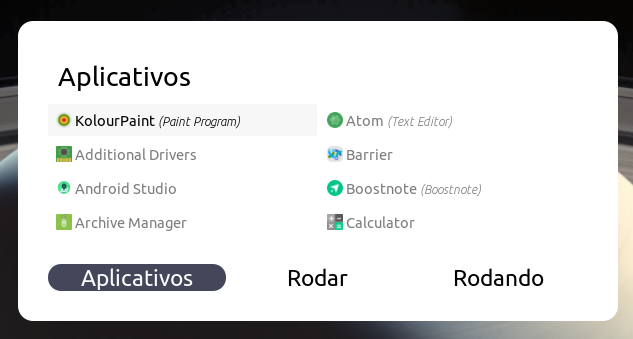 Aplicativos
KolourPaint (Paint Program)
Atom (Text Editor)
Additional Drivers
Barrier
Android Studio
Boostnote (Boostnote)
Archive Manager
Calculator
Aplicativos
Rodar
Rodando